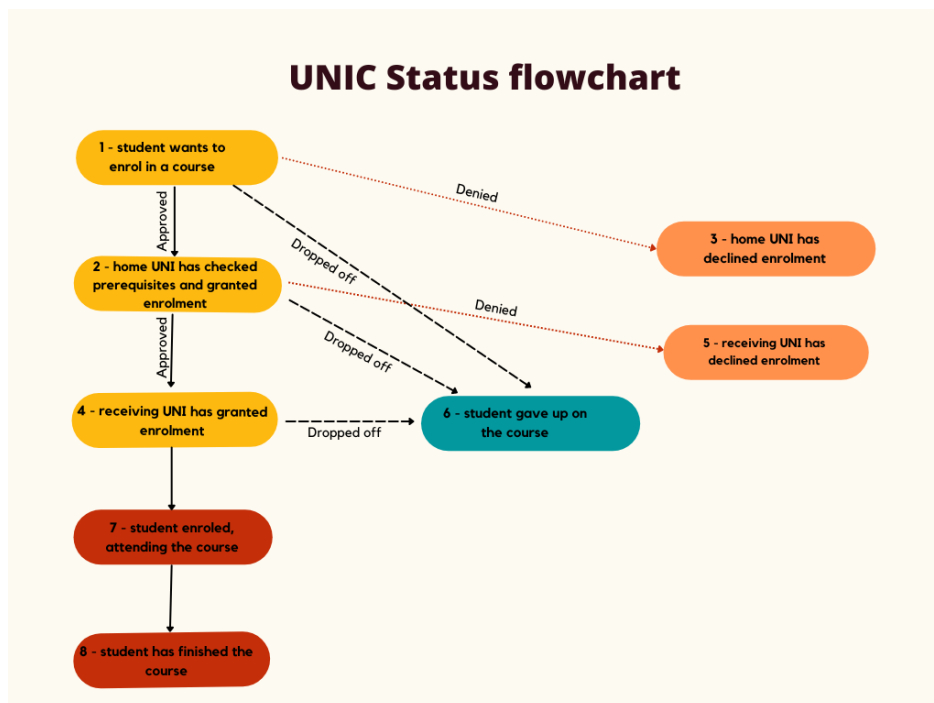 UNIC Status flowchart
1 - student wants to
enrol in a course
Denied
Approved
Dropped off
3 - home UNI has
declined enrolment
2 - home UNI has checked
prerequisites and granted
enrolment
Denied
Approved
Dropped off
5 - receiving UNI has
declined enrolment
4 - receiving UNI has granted
enrolment
Dropped off
6 - student gave up on
the course
7 - student enroled,
attending the course
8 - student has finished the
course